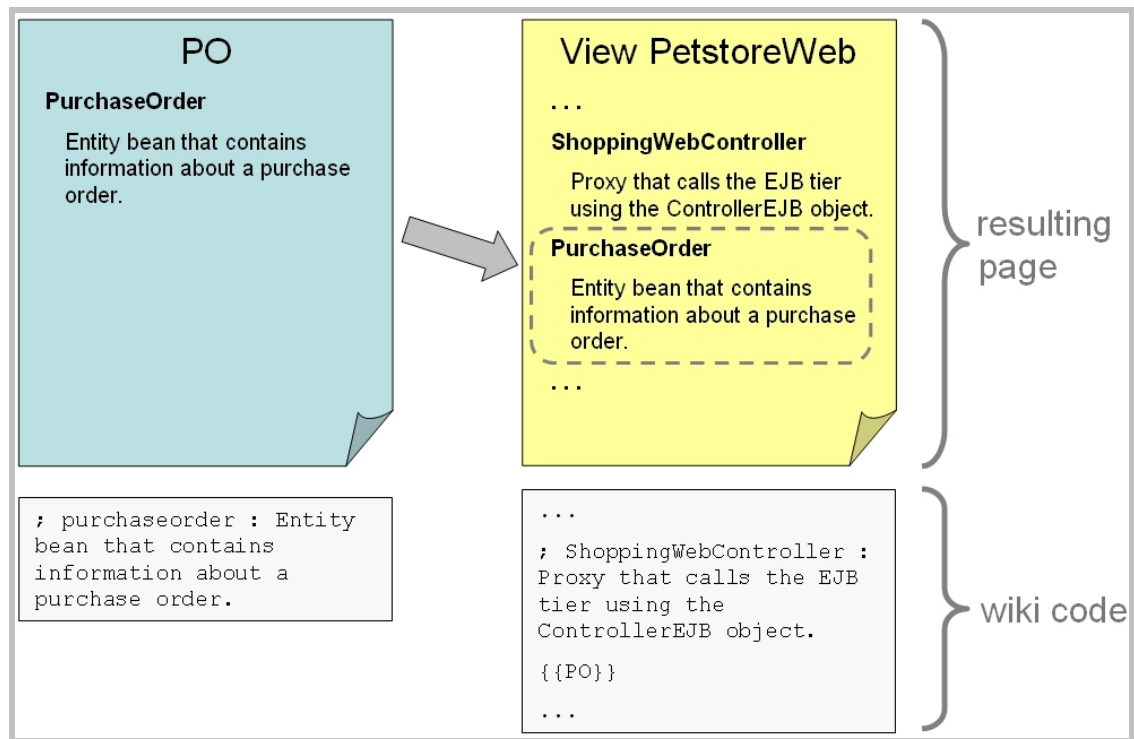 PO
PurchaseOrder
Entity bean that contains
information about a purchase
order.
View PetstoreWeb
...
ShoppingWebController
Proxy that calls the EJB tier
using the ControllerEJB object.
PurchaseOrder
Entity bean that contains
information about a purchase
order.
...
resulting
page
; purchaseorder : Entity
bean that contains
information about a
purchase order.
...
; ShoppingWebController :
Proxy that calls the EJB
tier using the
ControllerEJB object.
{{PO}}
...
wiki code